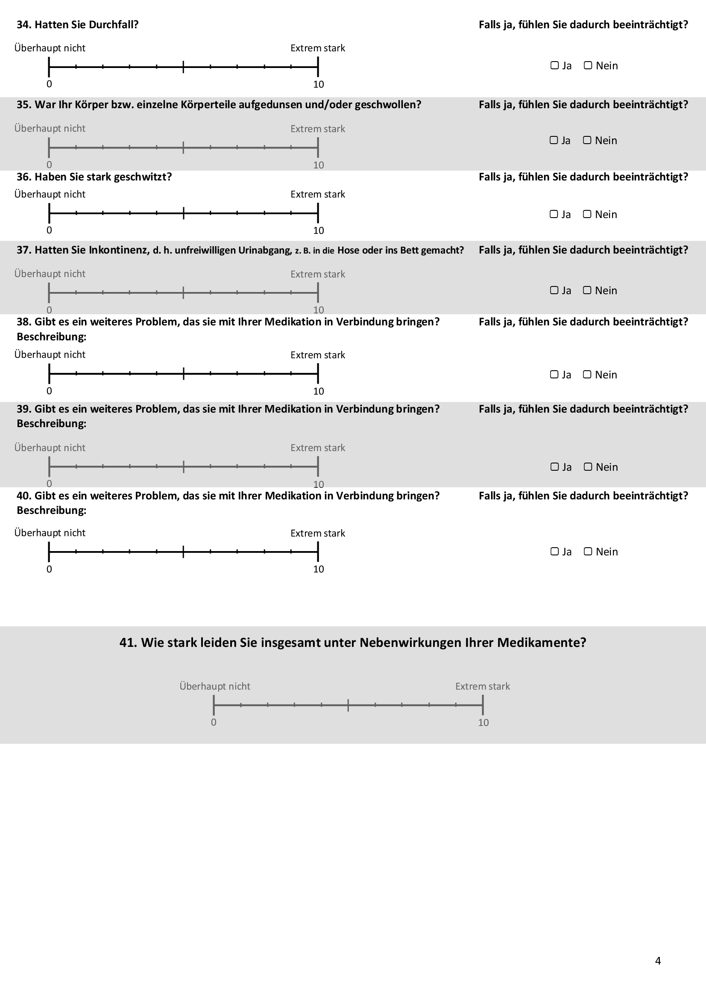 34. Hatten Sie Durchfall? Falls ja, fühlen Sie dadurch beeinträchtigt?
Überhaupt nicht Extrem stark
☐ Ja ☐ Nein
0 10
35. War Ihr Körper bzw. einzelne Körperteile aufgedunsen und/oder geschwollen? Falls ja, fühlen Sie dadurch beeinträchtigt?
Überhaupt nicht Extrem stark
☐ Ja ☐ Nein
0 10
36. Haben Sie stark geschwitzt? Falls ja, fühlen Sie dadurch beeinträchtigt?
Überhaupt nicht Extrem stark
☐ Ja ☐ Nein
0 10
37. Hatten Sie Inkontinenz, d. h. unfreiwilligen Urinabgang, z. B. in die Hose oder ins Bett gemacht? Falls ja, fühlen Sie dadurch beeinträchtigt?
Überhaupt nicht Extrem stark
☐ Ja ☐ Nein
0 10
38. Gibt es ein weiteres Problem, das sie mit Ihrer Medikation in Verbindung bringen? Falls ja, fühlen Sie dadurch beeinträchtigt?
Beschreibung:
Überhaupt nicht Extrem stark
☐ Ja ☐ Nein
0 10
39. Gibt es ein weiteres Problem, das sie mit Ihrer Medikation in Verbindung bringen? Falls ja, fühlen Sie dadurch beeinträchtigt?
Beschreibung:
Überhaupt nicht Extrem stark
☐ Ja ☐ Nein
0 10
40. Gibt es ein weiteres Problem, das sie mit Ihrer Medikation in Verbindung bringen? Falls ja, fühlen Sie dadurch beeinträchtigt?
Beschreibung:
Überhaupt nicht Extrem stark
☐ Ja ☐ Nein
0 10
41. Wie stark leiden Sie insgesamt unter Nebenwirkungen Ihrer Medikamente?
Überhaupt nicht Extrem stark
0 10
4